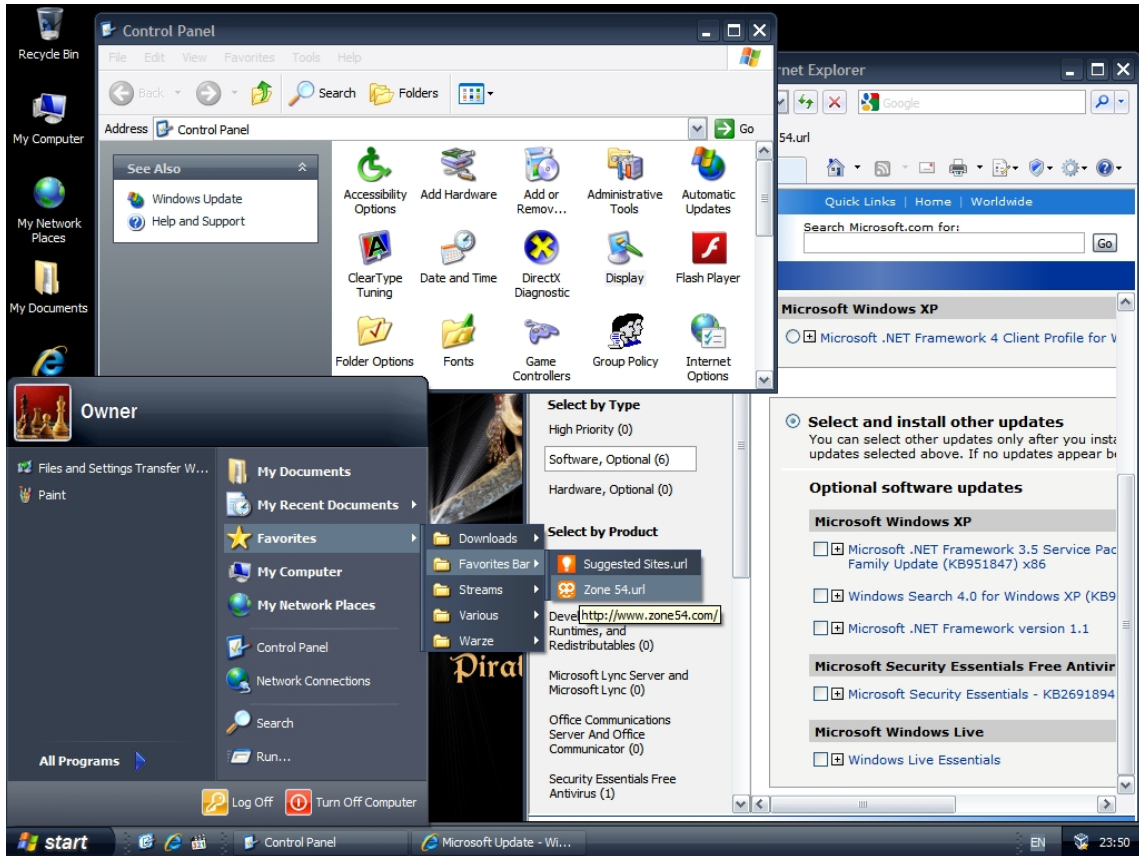 Recycle Bin
My Computer
My Network
Places
My Documents
Control Panel
File Edit View Favorites Tools Help
Back
Search
Folders
Address
Control Panel
Go
See Also
Windows Update
Help and Support
Accessibility
Options
Add Hardware
Add or
Remov...
Administrative
Tools
Automatic
Updates
ClearType
Tuning
Date and Time
DirectX
Diagnostic
Display
Flash Player
Folder Options
Fonts
Game
Controllers
Group Policy
Internet
Options
rnet Explorer
Google
54.url
Quick Links | Home | Worldwide
Search Microsoft.com for:
Go
Microsoft Windows XP
Microsoft .NET Framework 4 Client Profile for
Select and install other updates
You can select other updates only after you insta
updates selected above. If no updates appear be
Optional software updates
Microsoft Windows XP
Microsoft .NET Framework 3.5 Service Pac
Family Update (KB951847) x86
Windows Search 4.0 for Windows XP (KB9
Microsoft .NET Framework version 1.1
Microsoft Security Essentials Free Antivir
Microsoft Security Essentials - KB2691894
Microsoft Windows Live
Windows Live Essentials
Select by Type
High Priority (0)
Software, Optional (6)
Hardware, Optional (0)
Select by Product
Runtimes, and
Redistributables (0)
Microsoft Lync Server and
Microsoft Lync (0)
Office Communications
Server And Office
Communicator (0)
Security Essentials Free
Antivirus (1)
Pirat
Owner
Files and Settings Transfer W...
Paint
All Programs
My Documents
My Recent Documents
Favorites
My Computer
My Network Places
Control Panel
Network Connections
Search
Run...
Log Off
Turn Off Computer
Downloads
Favorites Bar
Streams
Various
Warze
Suggested Sites.url
Zone 54.url
http://www.zone54.com/
start
Control Panel
Microsoft Update - Wi...
EN
23:50